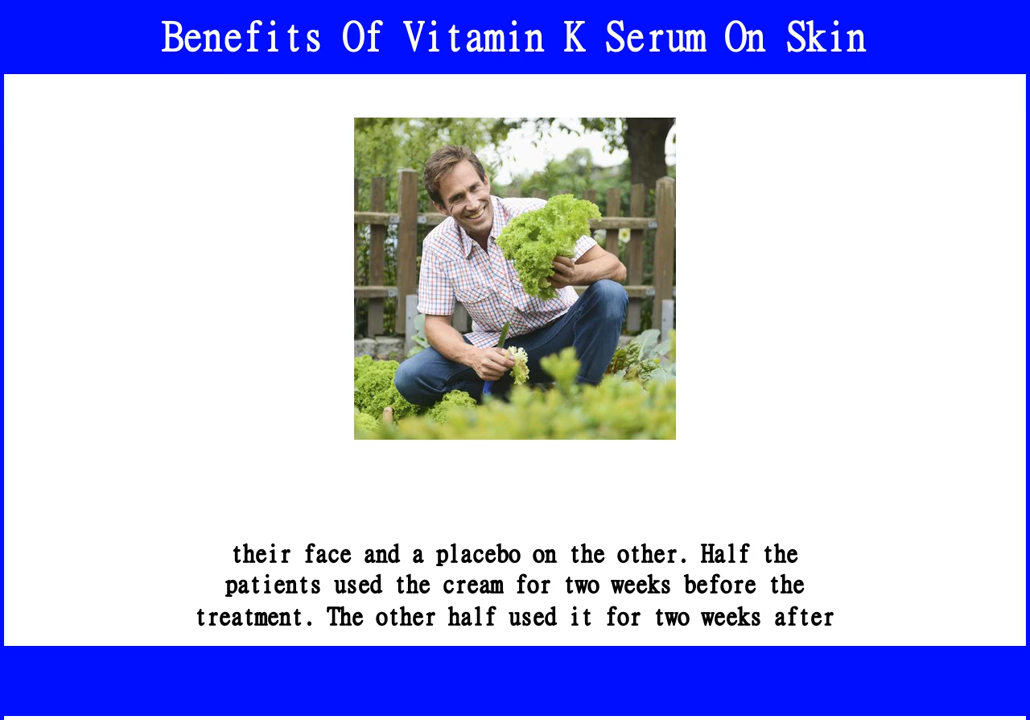 Benefits Of Vitamin K Serum On Skin
their face and a placebo on the other. Half the
patients used the cream for two weeks before the
treatment. The other half used it for two weeks after